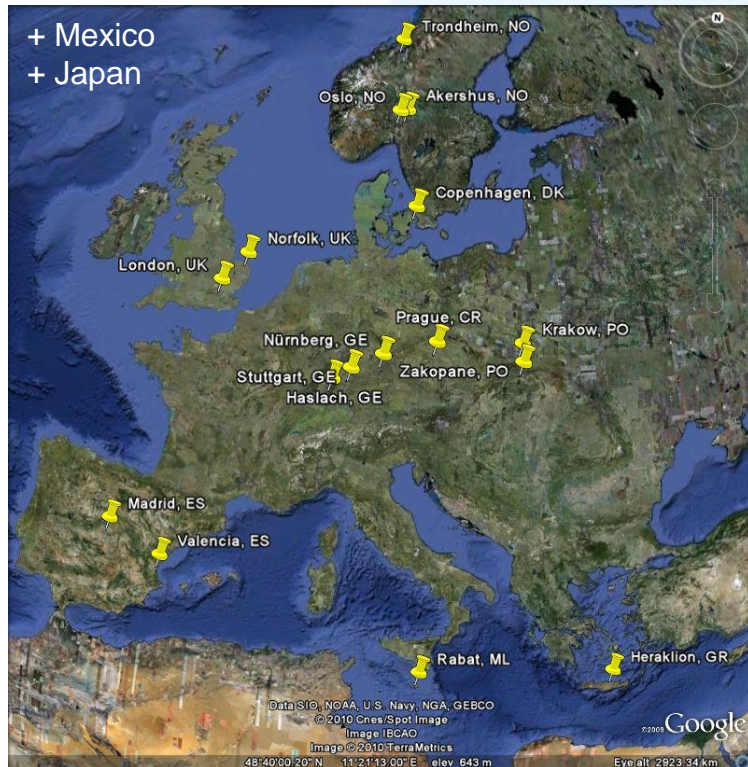 + Mexico
+ Japan
N
Trondheim, NO
Oslo, NO
Akershus, NO
Copenhagen, DK
Norfolk, UK
London, UK
Prague, CR
Krakow, PO
Nürnberg, GE
Zakopane, PO
Stuttgart, GE
Haslach, GE
Madrid, ES
Valencia, ES
Rabat, ML
Heraklion, GR
Data SIO, NOAA, U.S. Navy, NGA, GEBCO
© 2010 Cnes/Spot Image
Image IBCAO
Image © 2010 TerraMetrics
©2009 Google
48°40'00.20" N 11°21'13.00" E elev 643 m Eye alt 2923.34 km